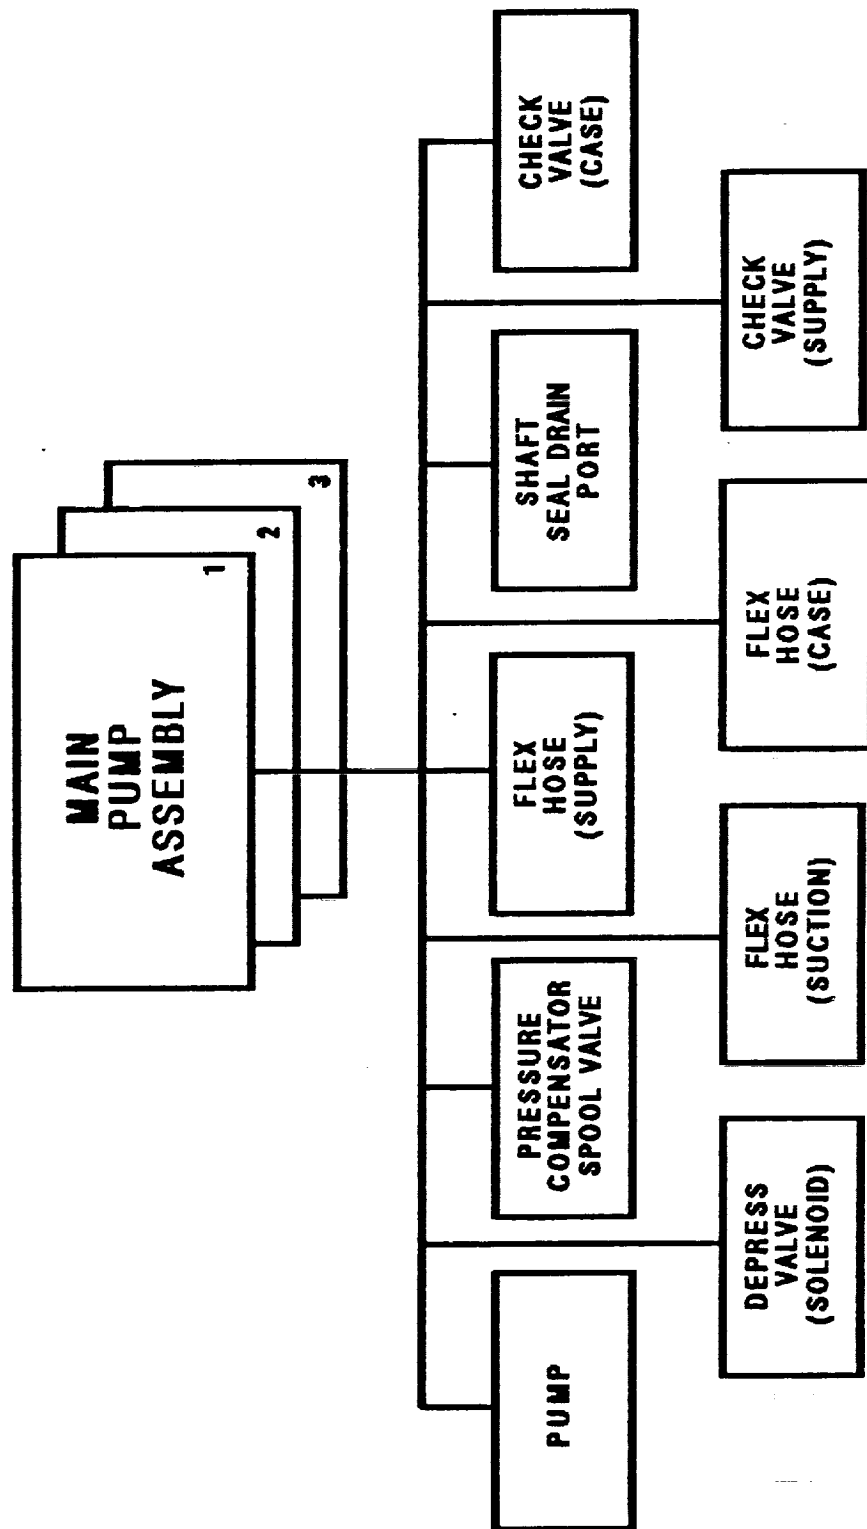 MAIN
PUMP
ASSEMBLY
1
2
3
PUMP
PRESSURE
COMPENSATOR
SPOOL VALVE
FLEX
HOSE
(SUPPLY)
SHAFT
SEAL DRAIN
PORT
CHECK
VALVE
(CASE)
DEPRESS
VALVE
(SOLENOID)
FLEX
HOSE
(SUCTION)
FLEX
HOSE
(CASE)
CHECK
VALVE
(SUPPLY)